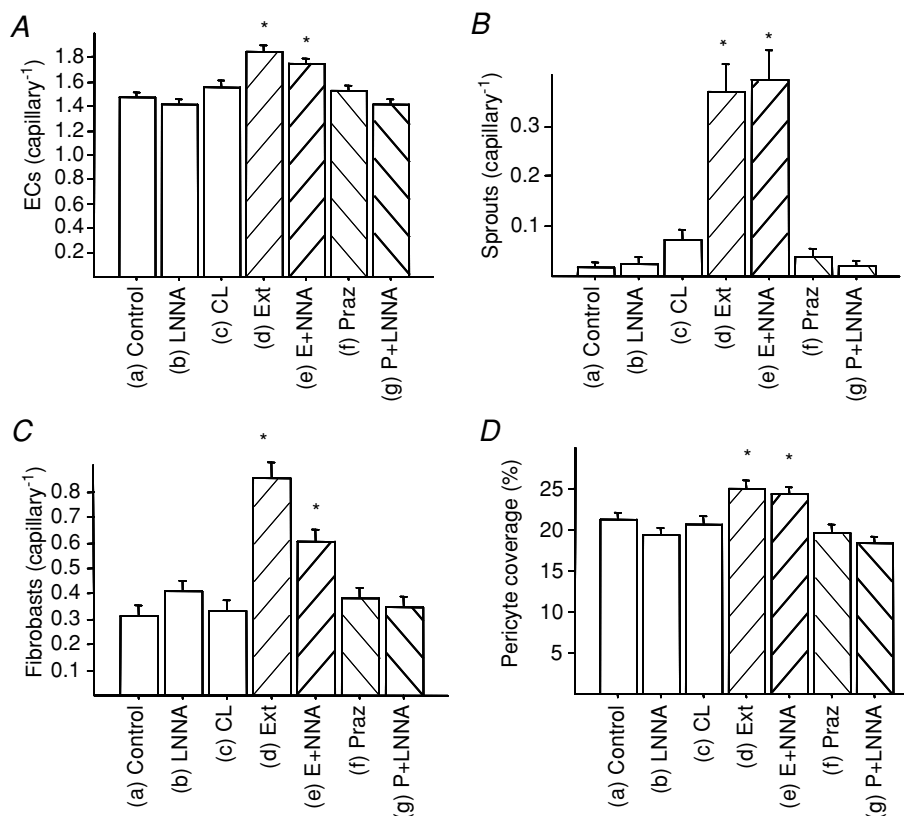 A
ECs (capillary-1)
1.8
1.6
1.4
1.2
1.0
0.8
0.6
0.4
0.2
* *
(a) Control
(b) LNNA
(c) CL
(d) Ext
(e) E+NNA
(f) Praz
(g) P+LNNA
B
Sprouts (capillary-1)
0.3
0.2
0.1
* *
(a) Control
(b) LNNA
(c) CL
(d) Ext
(e) E+NNA
(f) Praz
(g) P+LNNA
C
Fibrobasts (capillary-1)
0.8
0.7
0.6
0.5
0.4
0.3
0.2
0.1
* *
(a) Control
(b) LNNA
(c) CL
(d) Ext
(e) E+NNA
(f) Praz
(g) P+LNNA
D
Pericyte coverage (%)
25
20
15
10
5
* *
(a) Control
(b) LNNA
(c) CL
(d) Ext
(e) E+NNA
(f) Praz
(g) P+LNNA